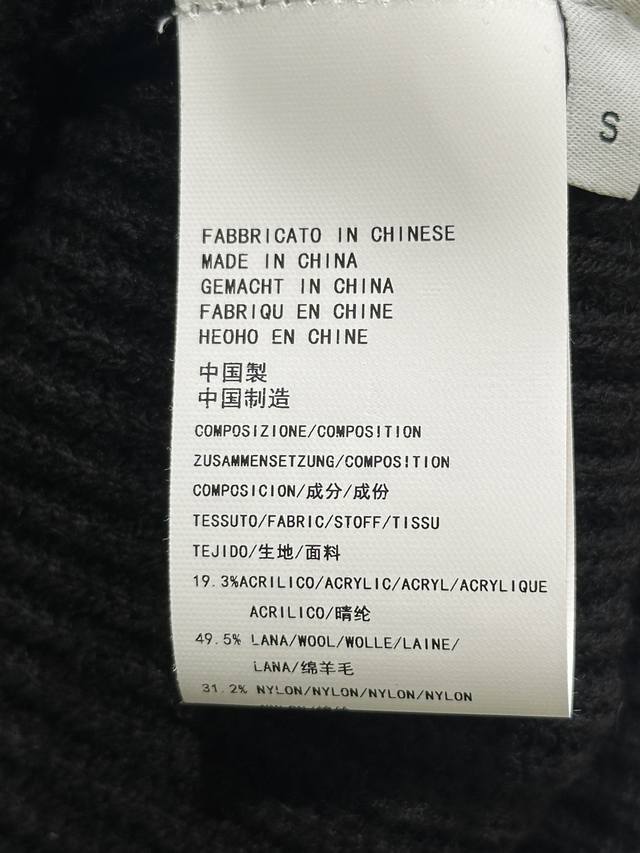 S
FABBRICATO IN CHINESE
MADE IN CHINA
GEMACHT IN CHINA
FABRIQU EN CHINE
HEOHO EN CHINE
中国製
中国制造
COMPOSIZIONE/COMPOSITION
ZUSAMMENSETZUNG/COMPOSITION
COMPOSICION/成分/成份
TESSUTO/FABRIC/STOFF/TISSU
TEJIDO/生地/面料
19.3%ACRILICO/ACRYLIC/ACRYL/ACRYLIQUE
ACRILICO/晴纶
49.5% LANA/WOOL/WOLLE/LAINE/
LANA/绵羊毛
31.2% NYLON/NYLON/NYLON/NYLON